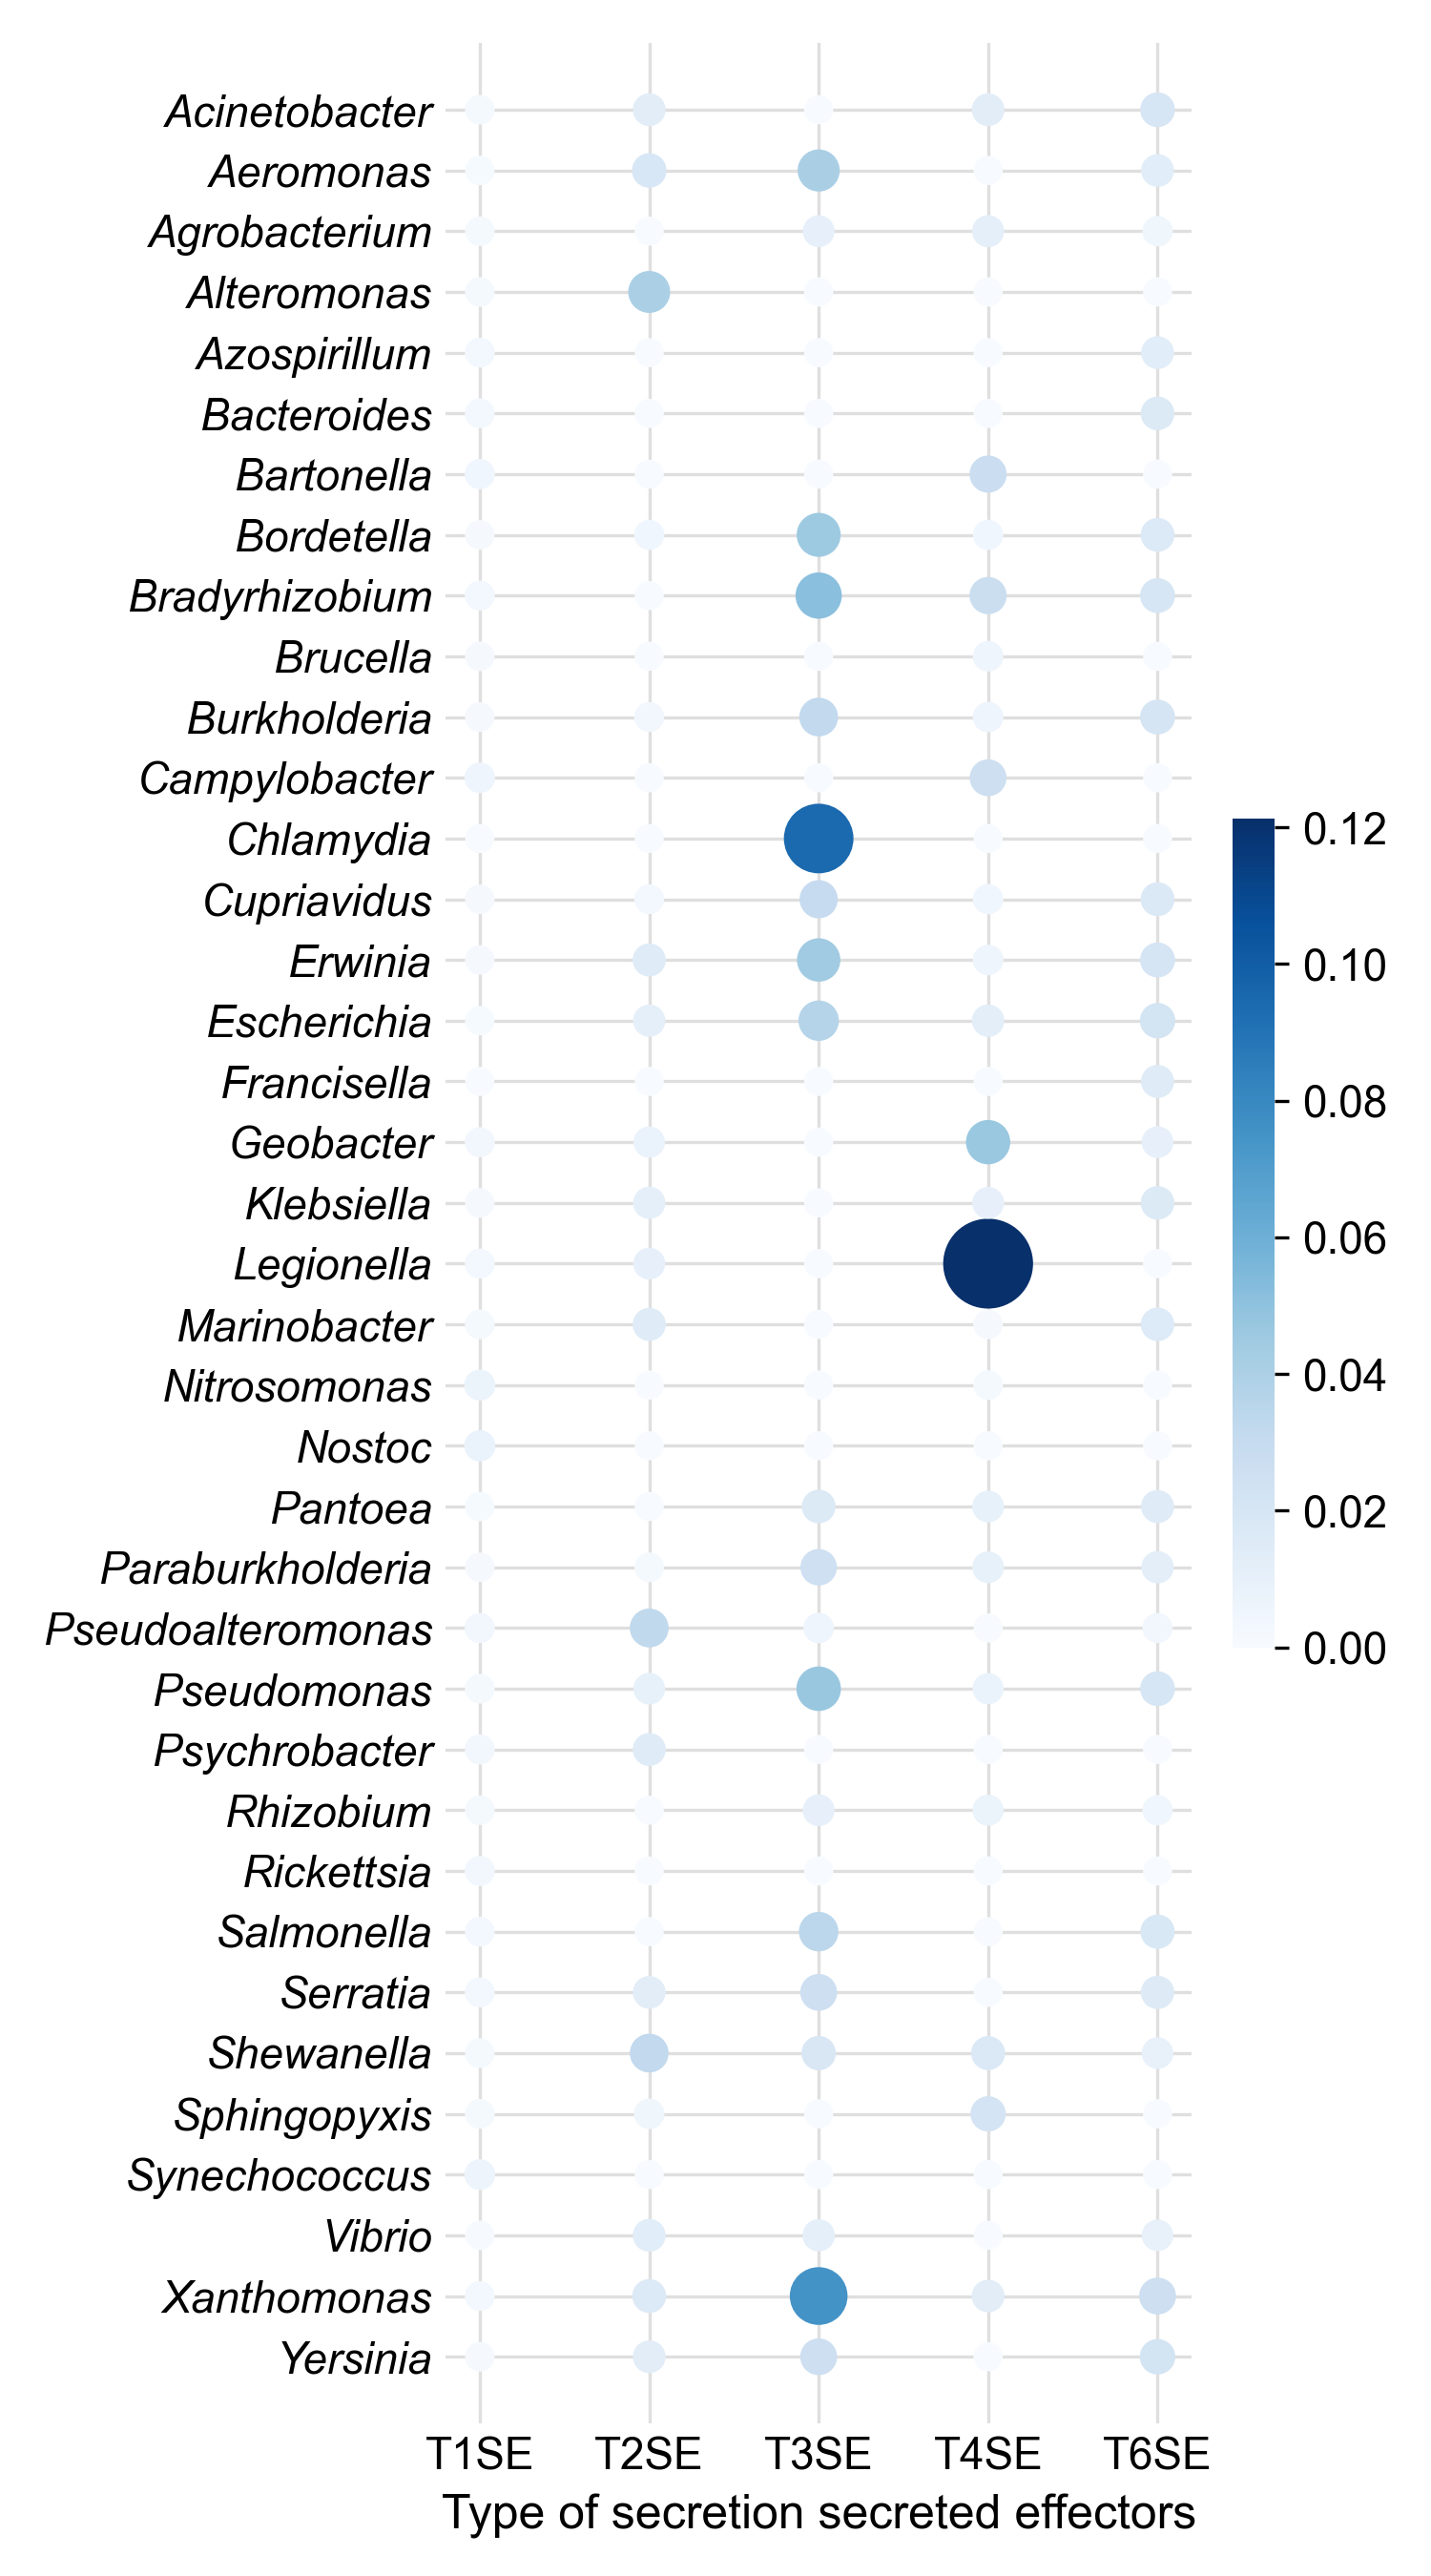 Acinetobacter
Aeromonas
Agrobacterium
Alteromonas
Azospirillum
Bacteroides
Bartonella
Bordetella
Bradyrhizobium
Brucella
Burkholderia
Campylobacter
Chlamydia
Cupriavidus
Erwinia
Escherichia
Francisella
Geobacter
Klebsiella
Legionella
Marinobacter
Nitrosomonas
Nostoc
Pantoea
Paraburkholderia
Pseudoalteromonas
Pseudomonas
Psychrobacter
Rhizobium
Rickettsia
Salmonella
Serratia
Shewanella
Sphingopyxis
Synechococcus
Vibrio
Xanthomonas
Yersinia
T1SE T2SE T3SE T4SE T6SE
Type of secretion secreted effectors
0.12
0.10
0.08
0.06
0.04
0.02
0.00